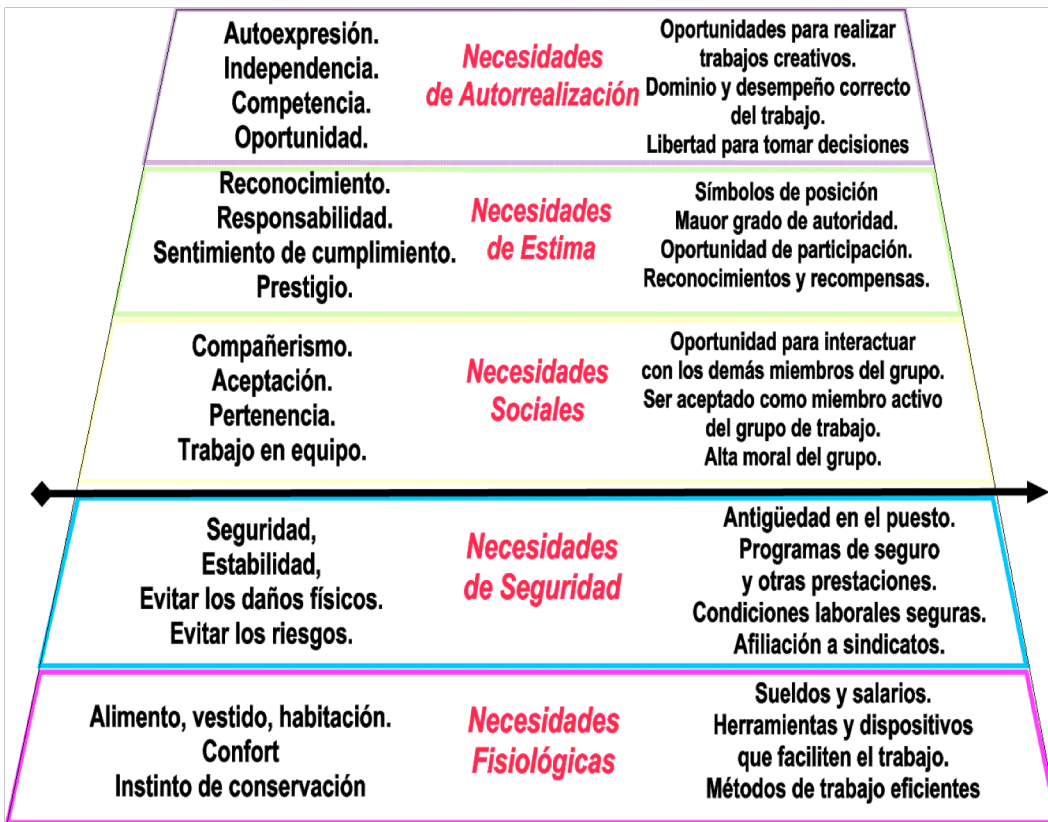 Autoexpresión.
Independencia.
Competencia.
Oportunidad.
Necesidades
de Autorrealización
Oportunidades para realizar
trabajos creativos.
Dominio y desempeño correcto
del trabajo.
Libertad para tomar decisiones
Reconocimiento.
Responsabilidad.
Sentimiento de cumplimiento.
Prestigio.
Necesidades
de Estima
Símbolos de posición
Mauor grado de autoridad.
Oportunidad de participación.
Reconocimientos y recompensas.
Compañerismo.
Aceptación.
Pertenencia.
Trabajo en equipo.
Necesidades
Sociales
Oportunidad para interactuar
con los demás miembros del grupo.
Ser aceptado como miembro activo
del grupo de trabajo.
Alta moral del grupo.
Seguridad,
Estabilidad,
Evitar los daños físicos.
Evitar los riesgos.
Necesidades
de Seguridad
Antigüedad en el puesto.
Programas de seguro
y otras prestaciones.
Condiciones laborales seguras.
Afiliación a sindicatos.
Alimento, vestido, habitación.
Confort
Instinto de conservación
Necesidades
Fisiológicas
Sueldos y salarios.
Herramientas y dispositivos
que faciliten el trabajo.
Métodos de trabajo eficientes